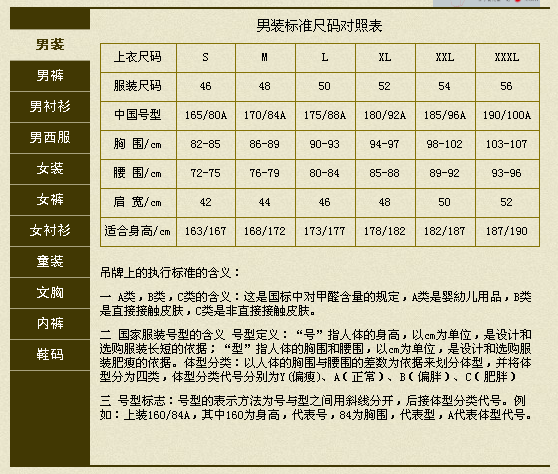 男装标准尺码对照表
男装
男裤
男衬衫
男西服
女装
女裤
女衬衫
童装
文胸
内裤
鞋码
上衣尺码 S M L XL XXL XXXL
服装尺码 46 48 50 52 54 56
中国号型 165/80A 170/84A 175/88A 180/92A 185/96A 190/100A
胸 围/cm 82-85 86-89 90-93 94-97 98-102 103-107
腰 围/cm 72-75 76-79 80-84 85-88 89-92 93-96
肩 宽/cm 42 44 46 48 50 52
适合身高/cm 163/167 168/172 173/177 178/182 182/187 187/190
吊牌上的执行标准的含义：
一 A类，B类，C类的含义：这是国标中对甲醛含量的规定，A类是婴幼儿用品，B类
是直接接触皮肤，C类是非直接接触皮肤。
二 国家服装号型的含义 号型定义：“号”指人体的身高，以cm为单位，是设计和
选购服装长短的依据；“型”指人体的胸围和腰围，以cm为单位，是设计和选购服
装肥瘦的依据。体型分类：以人体的胸围与腰围的差数为依据来划分体型，并将体
型分为四类，体型分类代号分别为Y(偏瘦)、A（正常）、B（偏胖）、C（肥胖）
三 号型标志：号型的表示方法为号与型之间用斜线分开，后接体型分类代号。例
如：上装160/84A，其中160为身高，代表号，84为胸围，代表型，A代表体型代号。